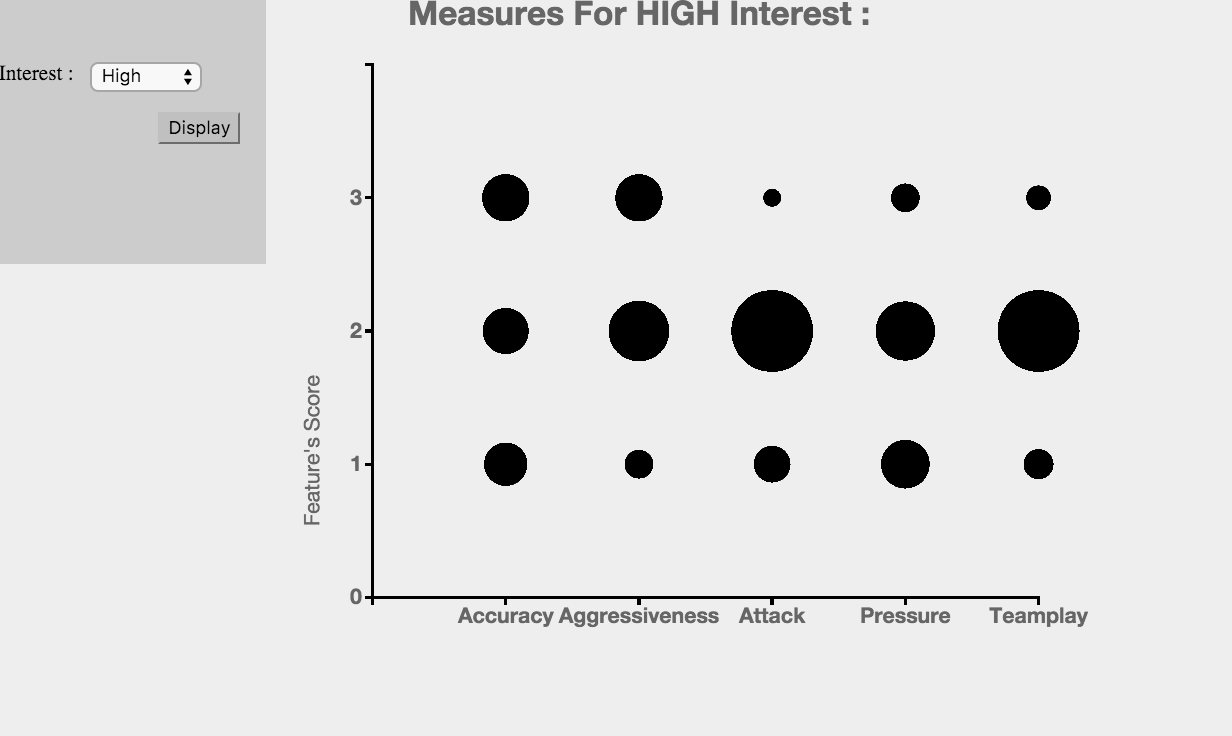 Measures For HIGH Interest :
Interest :
High
Display
3
2
1
0
Feature's Score
Accuracy Aggressiveness Attack Pressure Teamplay